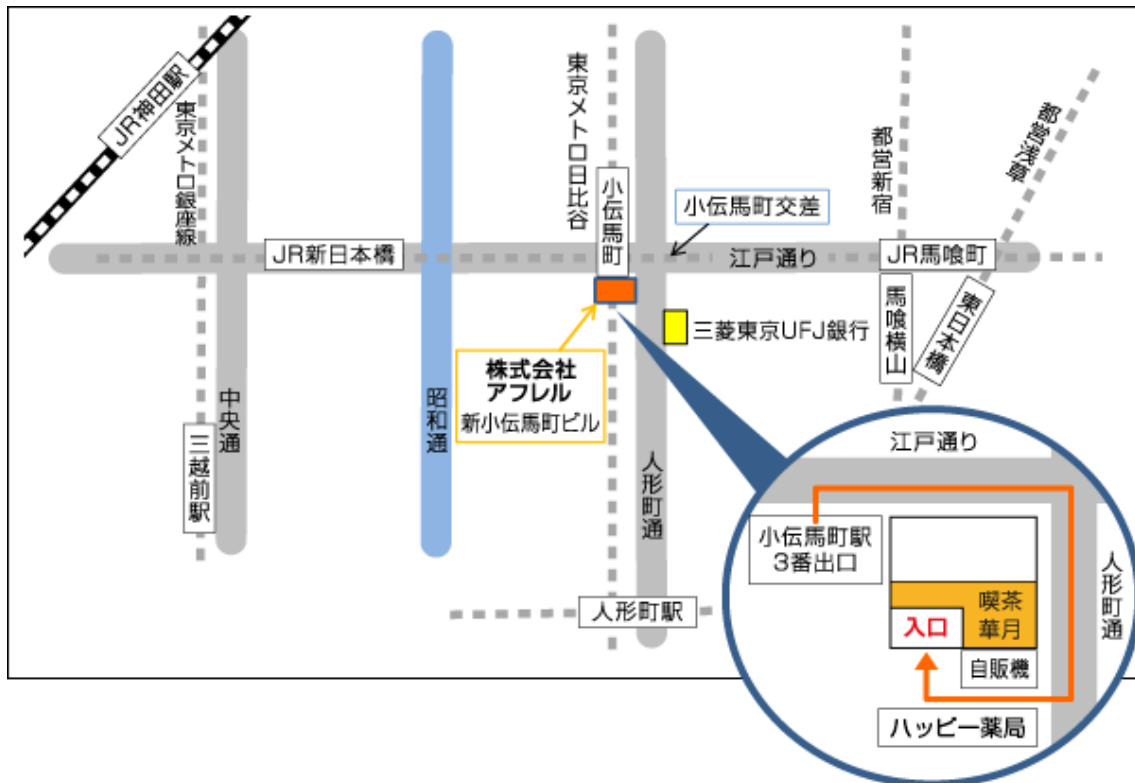 JR神田駅
東京メトロ銀座線
三越前駅
中央通
JR新日本橋
昭和通
東京メトロ日比谷
小伝馬町
小伝馬町交差
江戸通り
都営新宿
都営浅草
JR馬喰町
馬喰横山
東日本橋
三菱東京UFJ銀行
株式会社
アフレル
新小伝馬町ビル
人形町通
人形町駅
江戸通り
小伝馬町駅
3番出口
人形町通
喫茶
華月
入口
自販機
ハッピー薬局